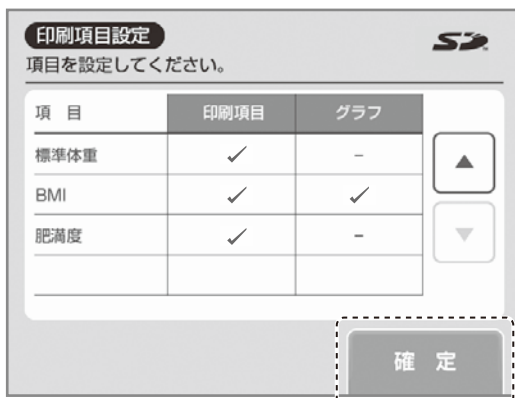 印刷項目設定
SD
項目を設定してください。
項 目 印刷項目 グラフ
標準体重 ✓ −
BMI ✓ ✓
肥満度 ✓ −
▲
▼
確 定